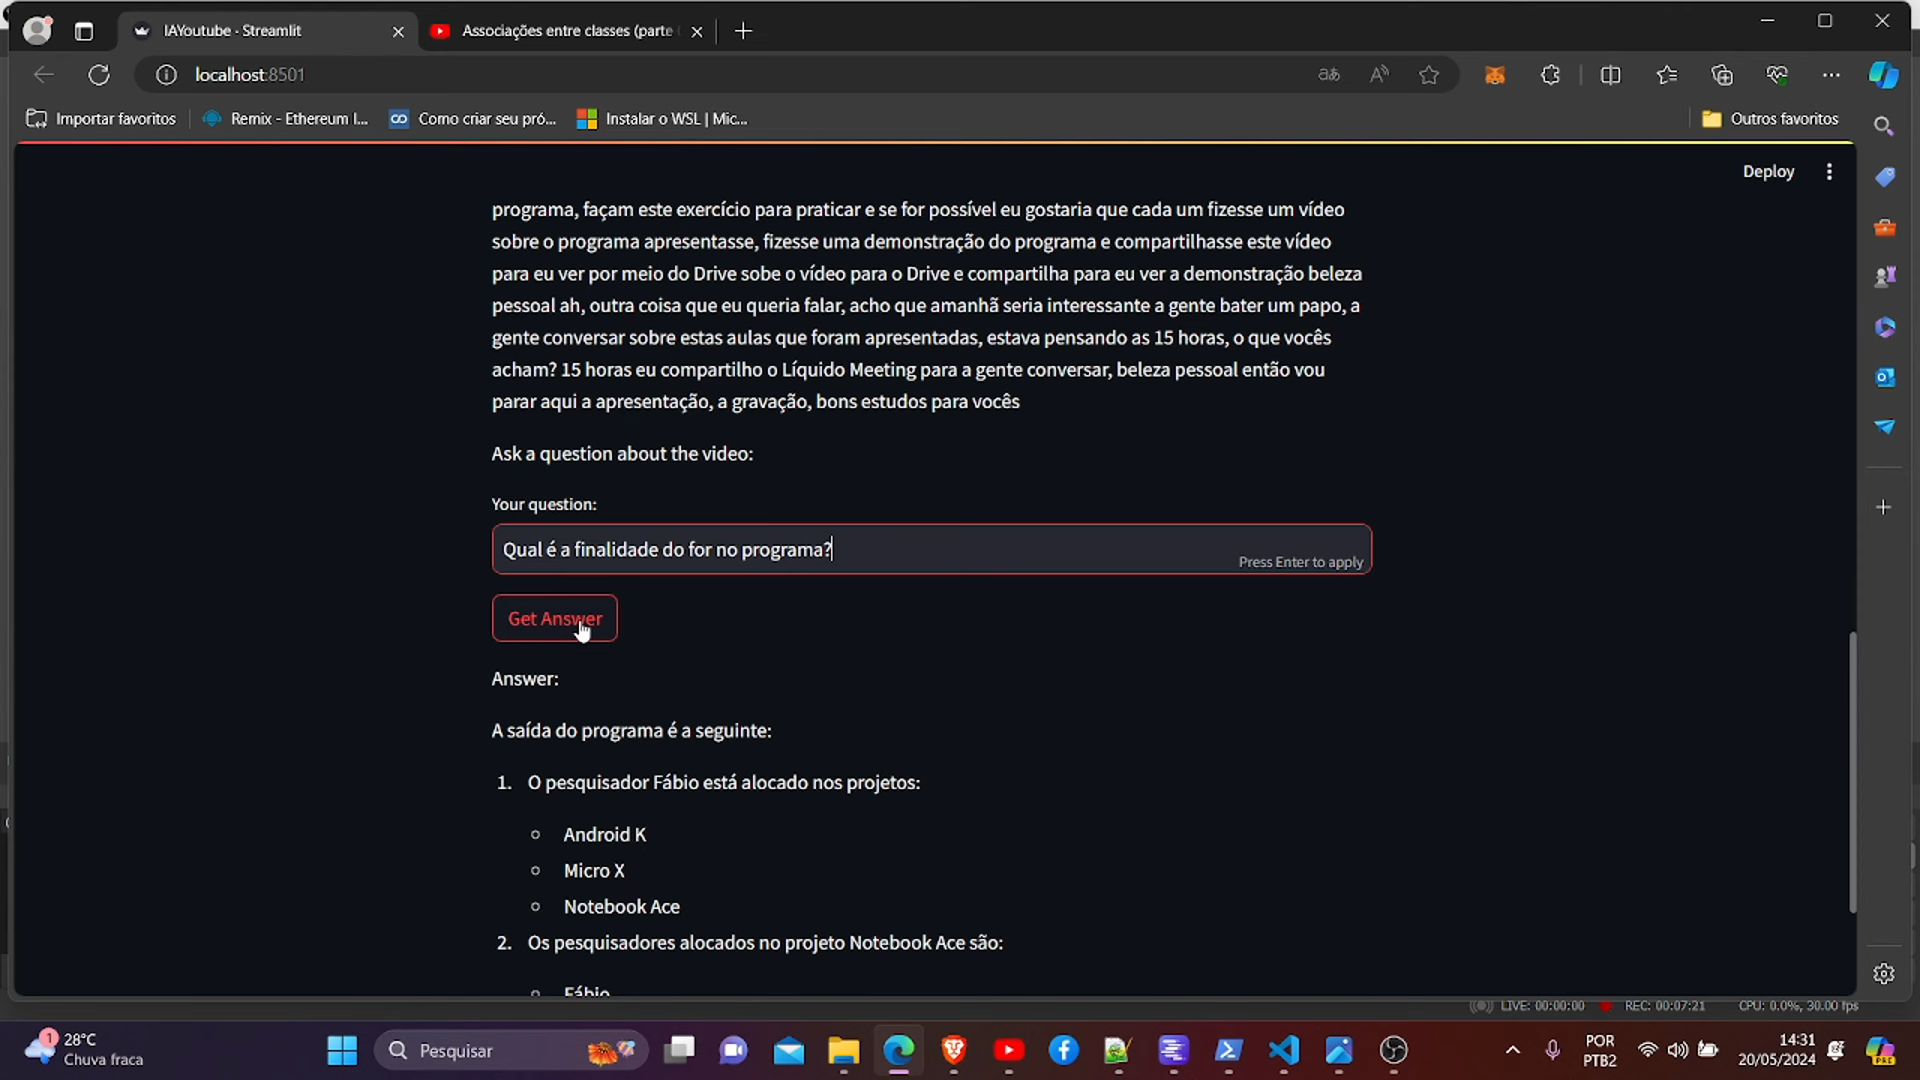 IAYoutube - Streamlit
Associações entre classes (parte
localhost:8501
Importar favoritos
Remix - Ethereum I...
Como criar seu pró...
Instalar o WSL | Mic...
Outros favoritos
Deploy
programa, façam este exercício para praticar e se for possível eu gostaria que cada um fizesse um vídeo
sobre o programa apresentasse, fizesse uma demonstração do programa e compartilhasse este vídeo
para eu ver por meio do Drive sobe o vídeo para o Drive e compartilha para eu ver a demonstração beleza
pessoal ah, outra coisa que eu queria falar, acho que amanhã seria interessante a gente bater um papo, a
gente conversar sobre estas aulas que foram apresentadas, estava pensando as 15 horas, o que vocês
acham? 15 horas eu compartilho o Líquido Meeting para a gente conversar, beleza pessoal então vou
parar aqui a apresentação, a gravação, bons estudos para vocês
Ask a question about the video:
Your question:
Qual é a finalidade do for no programa?
Press Enter to apply
Get Answer
Answer:
A saída do programa é a seguinte:
1. O pesquisador Fábio está alocado nos projetos:
Android K
Micro X
Notebook Ace
2. Os pesquisadores alocados no projeto Notebook Ace são:
Fábio
LIVE: 00:00:00
REC: 00:07:21
CPU: 0.0%, 30.00 fps
1
28°C
Chuva fraca
Pesquisar
POR
PTB2
14:31
20/05/2024